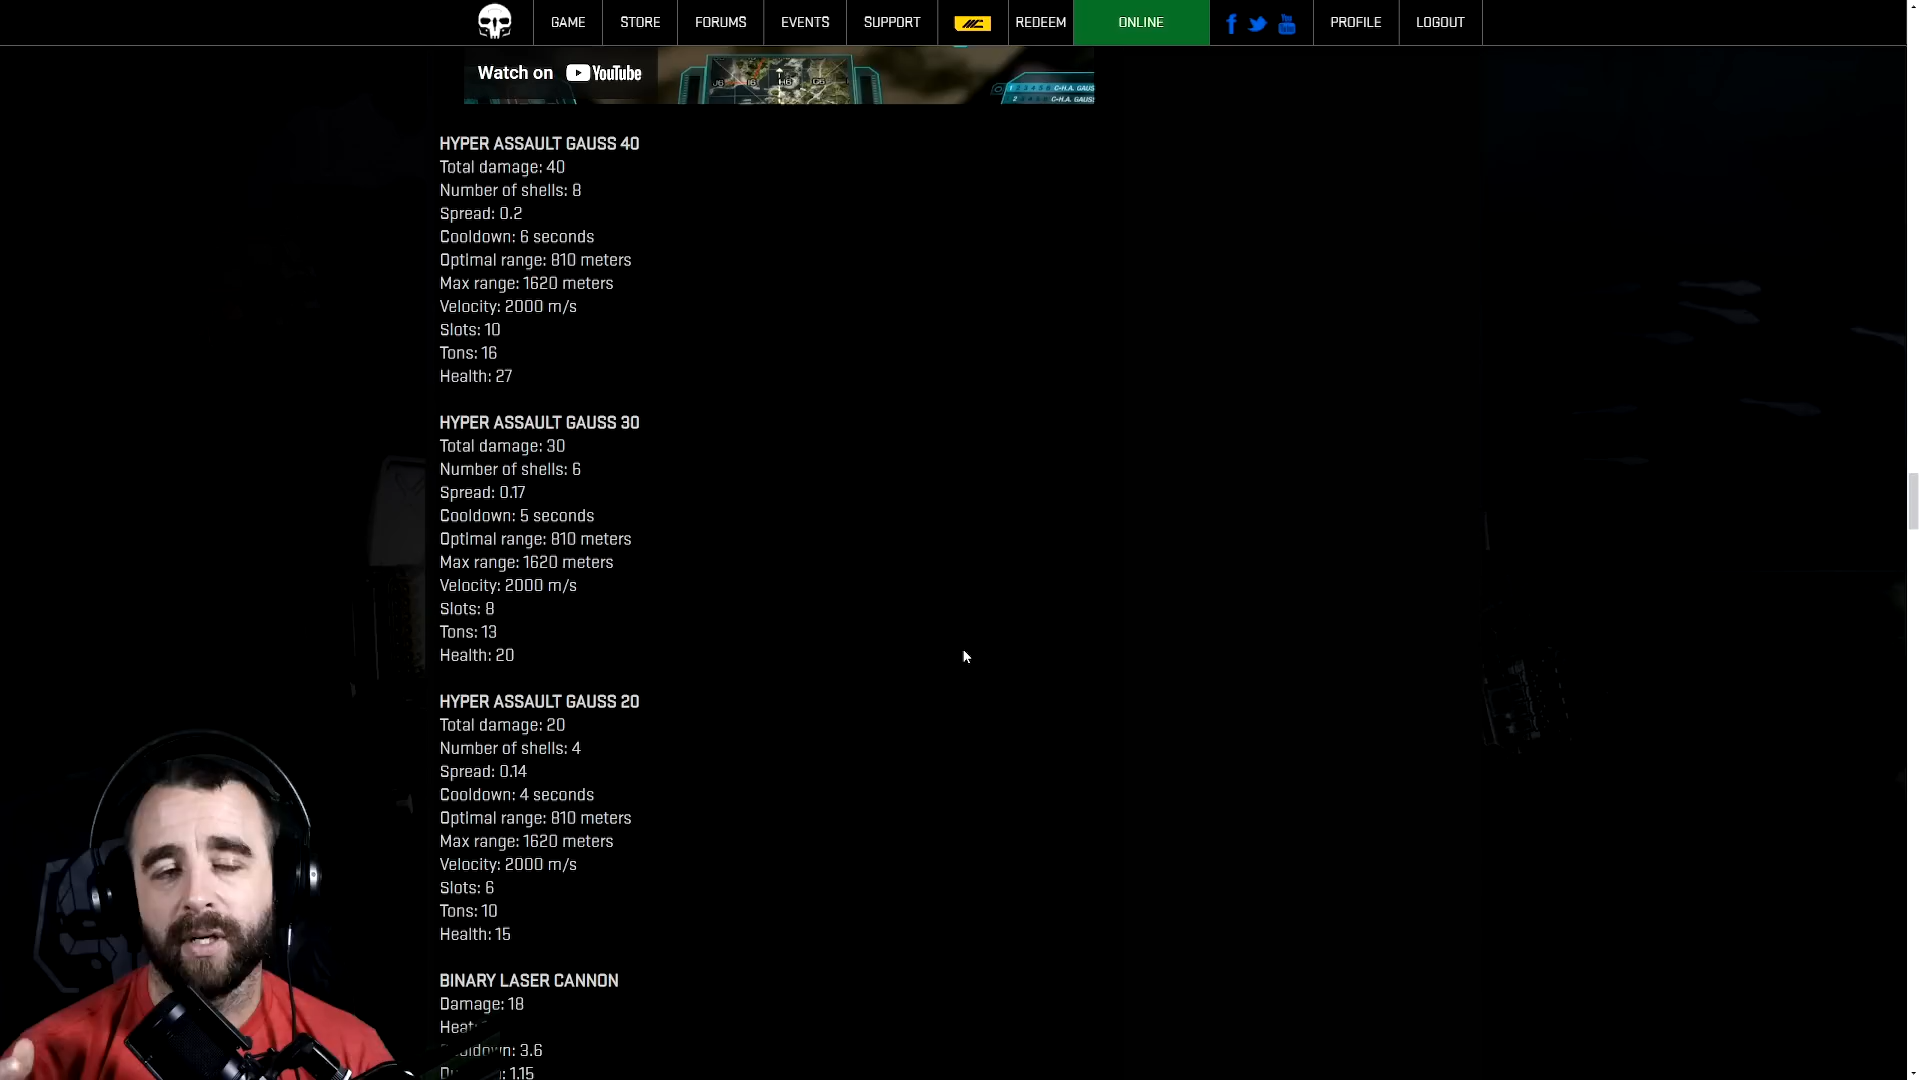 GAME STORE FORUMS EVENTS SUPPORT MC REDEEM ONLINE PROFILE LOGOUT
Watch on YouTube
HYPER ASSAULT GAUSS 40
Total damage: 40
Number of shells: 8
Spread: 0.2
Cooldown: 6 seconds
Optimal range: 810 meters
Max range: 1620 meters
Velocity: 2000 m/s
Slots: 10
Tons: 16
Health: 27
HYPER ASSAULT GAUSS 30
Total damage: 30
Number of shells: 6
Spread: 0.17
Cooldown: 5 seconds
Optimal range: 810 meters
Max range: 1620 meters
Velocity: 2000 m/s
Slots: 8
Tons: 13
Health: 20
HYPER ASSAULT GAUSS 20
Total damage: 20
Number of shells: 4
Spread: 0.14
Cooldown: 4 seconds
Optimal range: 810 meters
Max range: 1620 meters
Velocity: 2000 m/s
Slots: 6
Tons: 10
Health: 15
BINARY LASER CANNON
Damage: 18
Heat
3.6
1.15